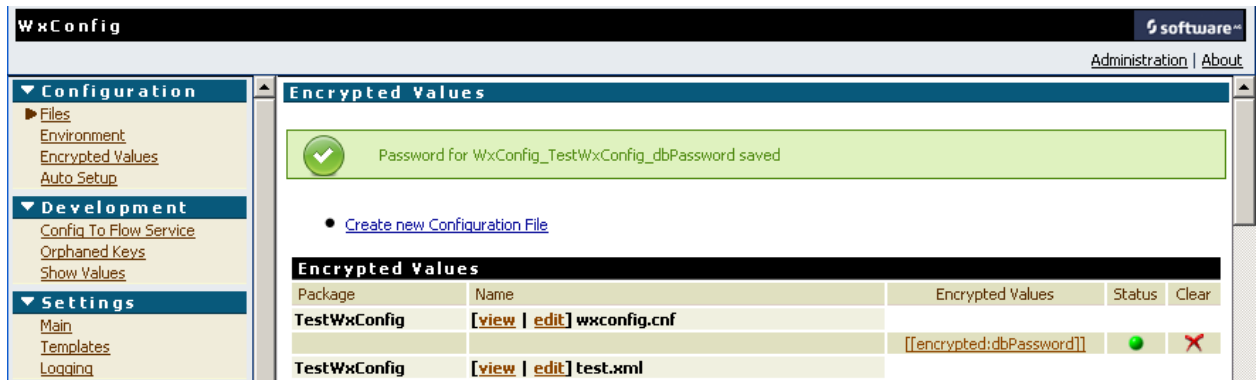 WxConfig
software AG
Administration | About
Configuration
Files
Environment
Encrypted Values
Auto Setup
Development
Config To Flow Service
Orphaned Keys
Show Values
Settings
Main
Templates
Logging
Encrypted Values
Password for WxConfig_TestWxConfig_dbPassword saved
Create new Configuration File
Encrypted Values
Package Name Encrypted Values Status Clear
TestWxConfig [view | edit] wxconfig.cnf
[[encrypted:dbPassword]]
TestWxConfig [view | edit] test.xml